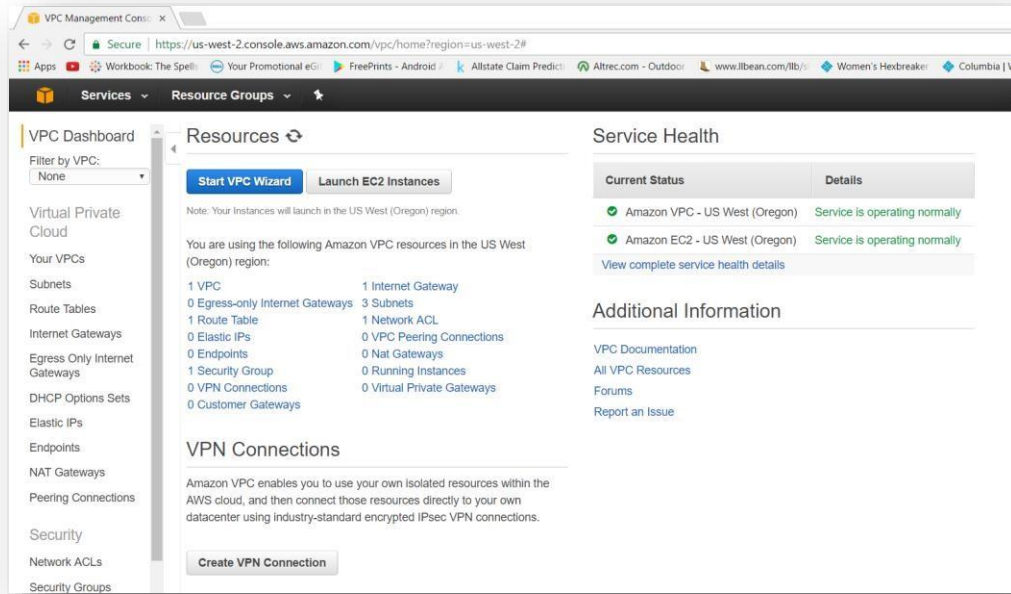 VPC Management Conso
Secure | https://us-west-2.console.aws.amazon.com/vpc/home?region=us-west-2#
Apps Workbook: The Spell Your Promotional eGi FreePrints - Android A Allstate Claim Predicti Altrec.com - Outdoor www.llbean.com/llb/s Women's Hexbreaker Columbia | W
Services Resource Groups
VPC Dashboard
Filter by VPC:
None
Virtual Private
Cloud
Your VPCs
Subnets
Route Tables
Internet Gateways
Egress Only Internet
Gateways
DHCP Options Sets
Elastic IPs
Endpoints
NAT Gateways
Peering Connections
Security
Network ACLs
Security Groups
Resources
Start VPC Wizard Launch EC2 Instances
Note: Your Instances will launch in the US West (Oregon) region.
You are using the following Amazon VPC resources in the US West
(Oregon) region:
1 VPC 1 Internet Gateway
0 Egress-only Internet Gateways 3 Subnets
1 Route Table 1 Network ACL
0 Elastic IPs 0 VPC Peering Connections
0 Endpoints 0 Nat Gateways
1 Security Group 0 Running Instances
0 VPN Connections 0 Virtual Private Gateways
0 Customer Gateways
VPN Connections
Amazon VPC enables you to use your own isolated resources within the
AWS cloud, and then connect those resources directly to your own
datacenter using industry-standard encrypted IPsec VPN connections.
Create VPN Connection
Service Health
Current Status Details
Amazon VPC - US West (Oregon) Service is operating normally
Amazon EC2 - US West (Oregon) Service is operating normally
View complete service health details
Additional Information
VPC Documentation
All VPC Resources
Forums
Report an Issue